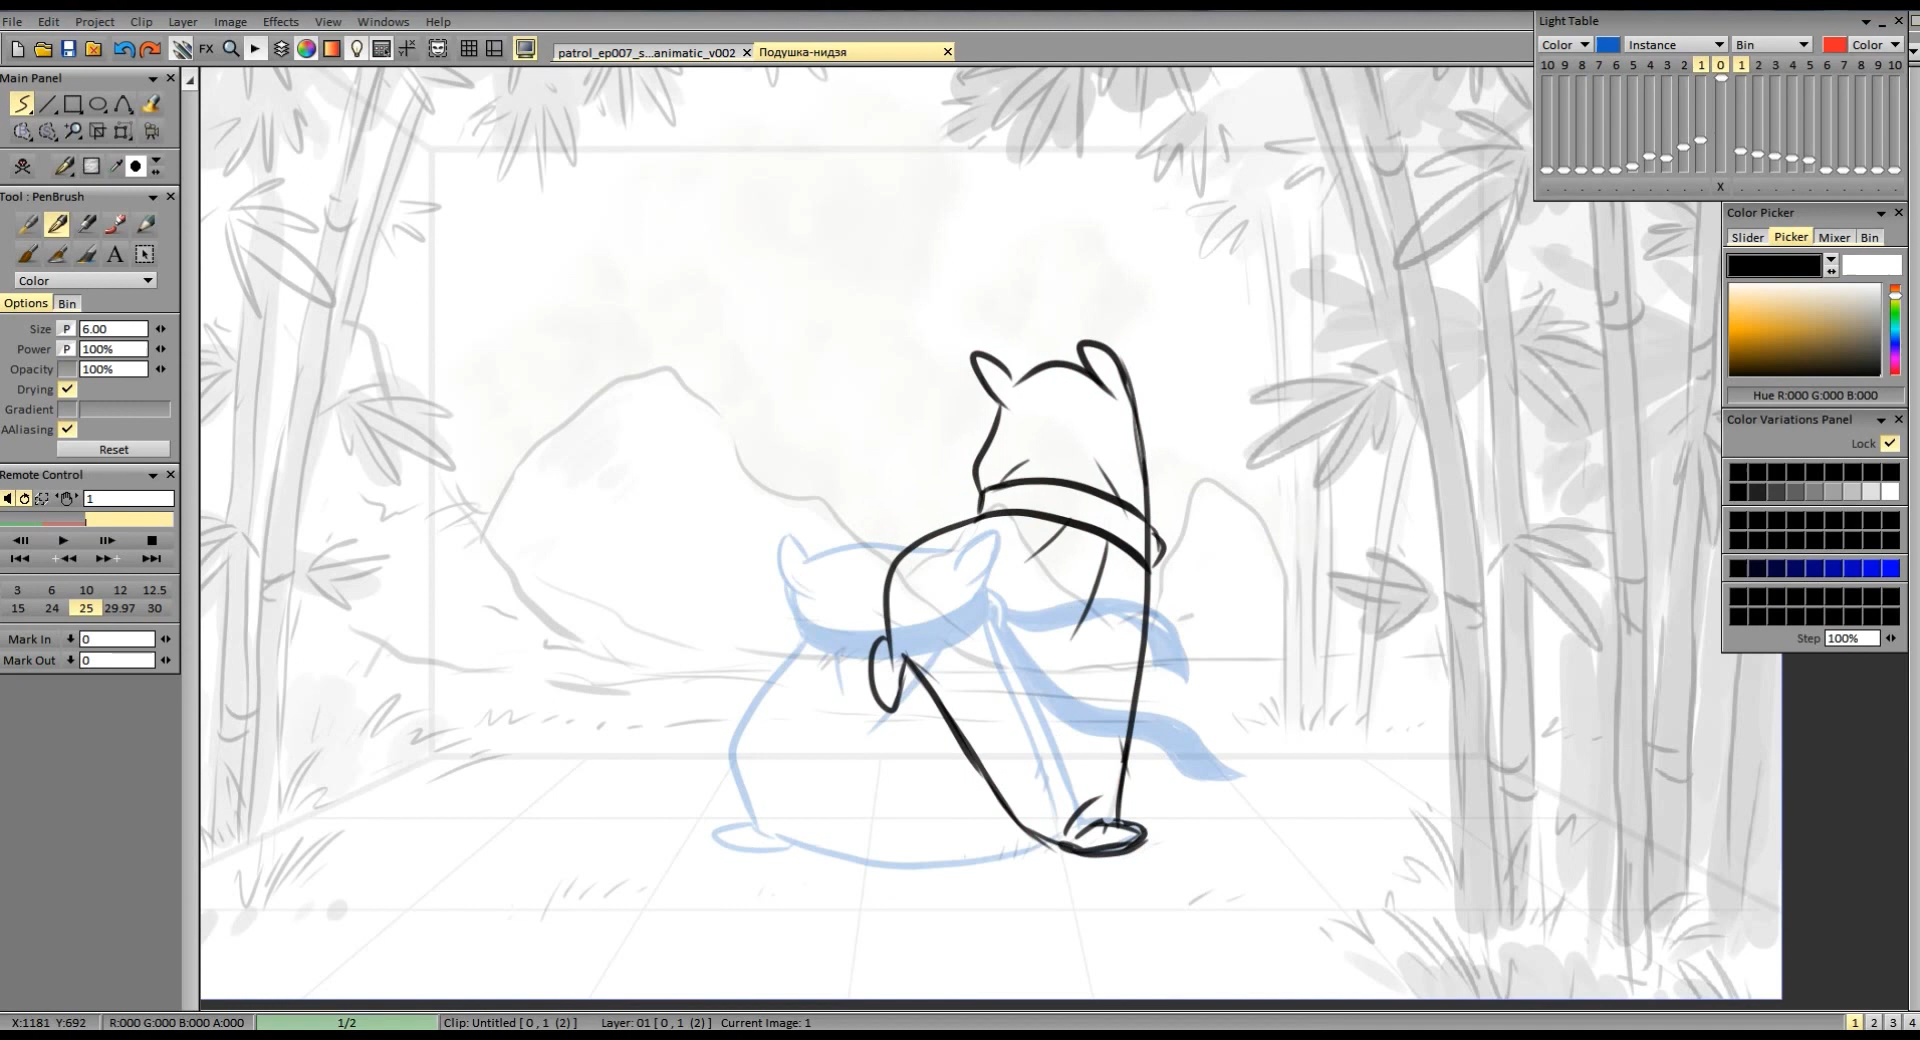 File Edit Project Clip Layer Image Effects View Windows Help
FX
patrol_ep007_s...animatic_v002
Подушка-нидзя
Light Table
Color Instance Bin Color
10 9 8 7 6 5 4 3 2 1 0 1 2 3 4 5 6 7 8 9 10
X
Main Panel
Tool : PenBrush
A
Color
Options Bin
Size P 6.00
Power P 100%
Opacity 100%
Drying
Gradient
AAliasing
Reset
Remote Control
1
3 6 10 12 12.5
15 24 25 29.97 30
Mark In 0
Mark Out 0
Color Picker
Slider Picker Mixer Bin
Hue R:000 G:000 B:000
Color Variations Panel
Lock
Step 100%
X:1181 Y:692 R:000 G:000 B:000 A:000 1/2 Clip: Untitled [ 0 , 1 (2) ] Layer: 01 [ 0 , 1 (2) ] Current Image: 1
1 2 3 4